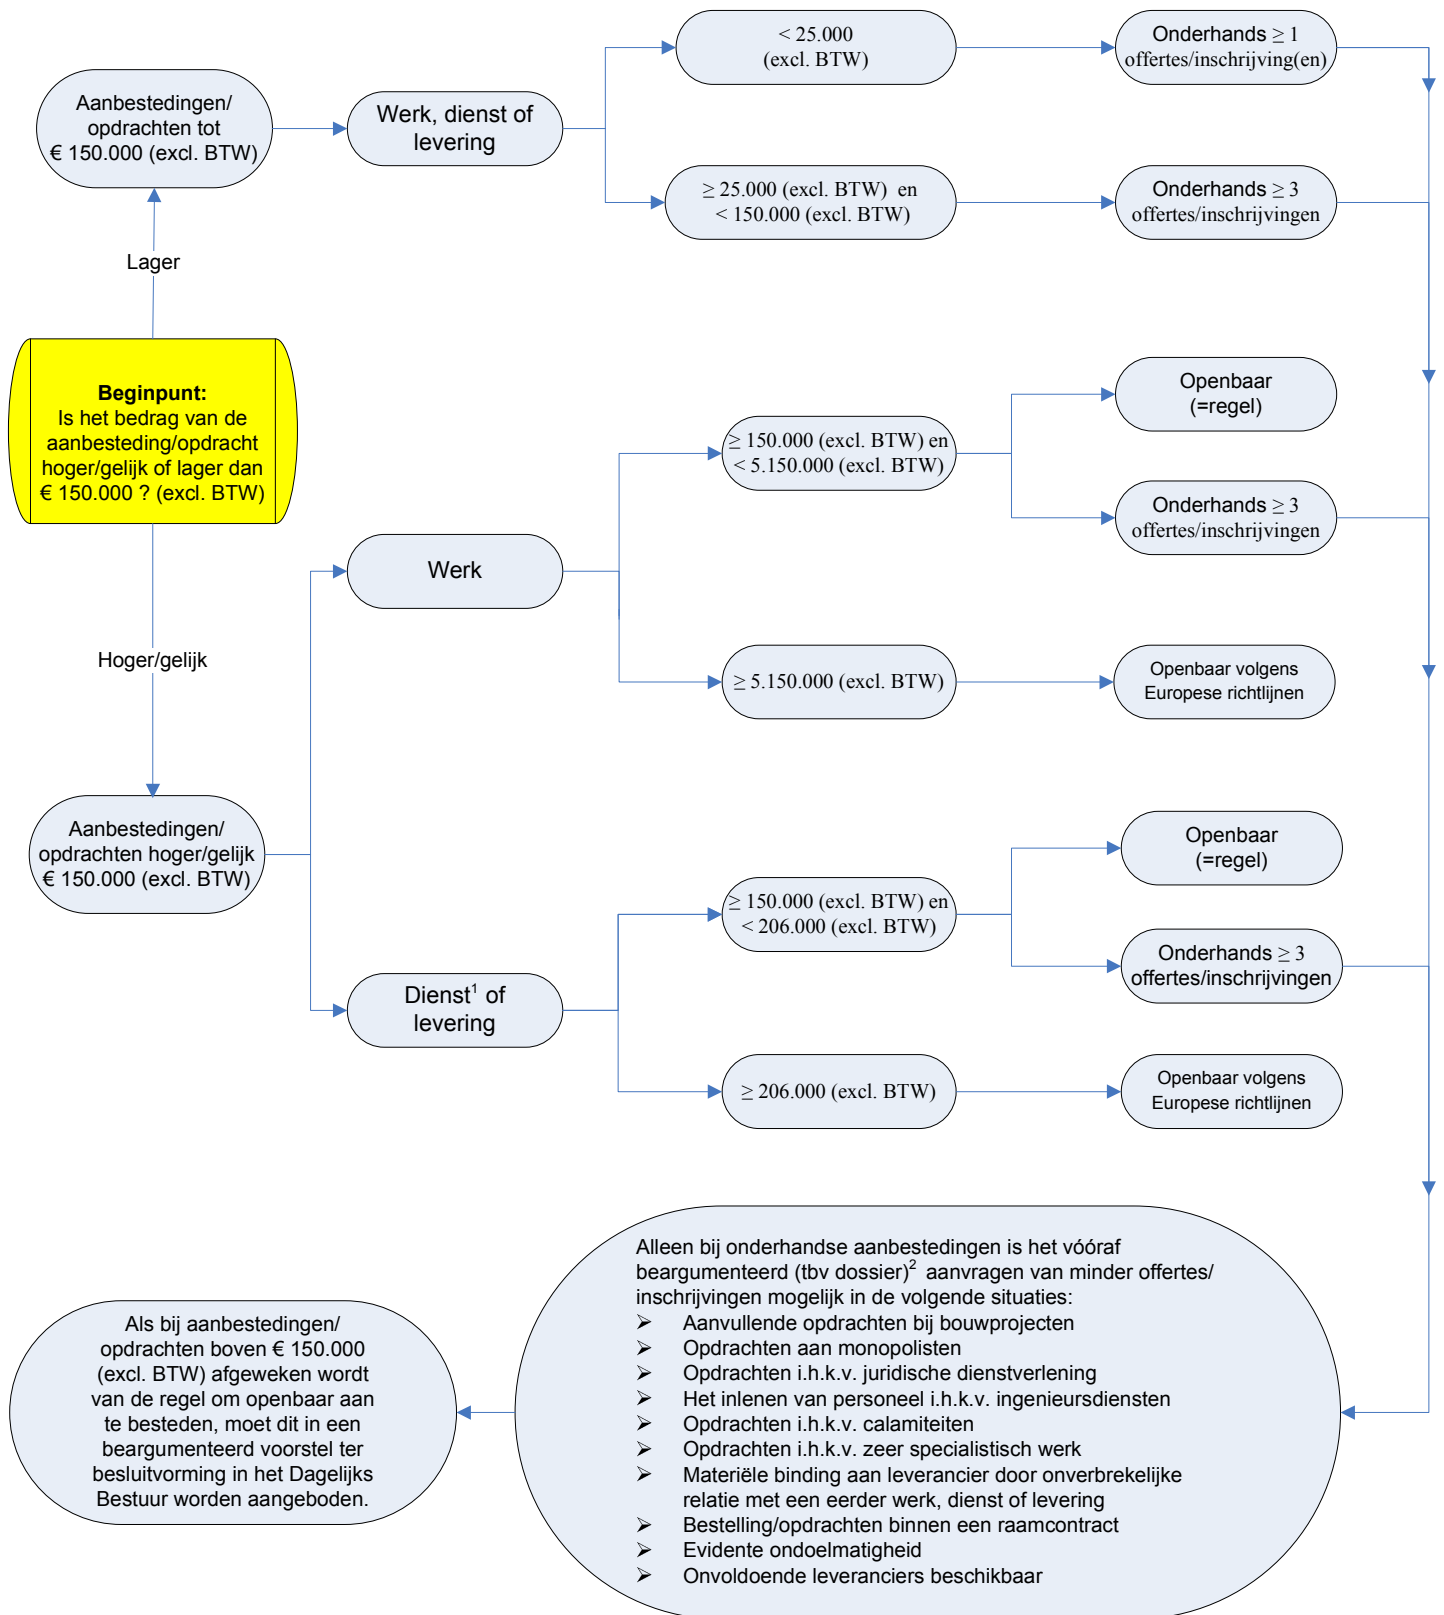 Aanbestedingen/
opdrachten tot
€ 150.000 (excl. BTW)
Werk, dienst of
levering
< 25.000
(excl. BTW)
Onderhands ≥ 1
offertes/inschrijving(en)
≥ 25.000 (excl. BTW)  en
< 150.000 (excl. BTW)
Onderhands ≥ 3
offertes/inschrijvingen
Lager
Beginpunt:
Is het bedrag van de
aanbesteding/opdracht
hoger/gelijk of lager dan
€ 150.000 ? (excl. BTW)
Hoger/gelijk
Aanbestedingen/
opdrachten hoger/gelijk
€ 150.000 (excl. BTW)
Werk
≥ 150.000 (excl. BTW) en
< 5.150.000 (excl. BTW)
Openbaar
(=regel)
Onderhands ≥ 3
offertes/inschrijvingen
≥ 5.150.000 (excl. BTW)
Openbaar volgens
Europese richtlijnen
Dienst¹ of
levering
≥ 150.000 (excl. BTW) en
< 206.000 (excl. BTW)
Openbaar
(=regel)
Onderhands ≥ 3
offertes/inschrijvingen
≥ 206.000 (excl. BTW)
Openbaar volgens
Europese richtlijnen
Alleen bij onderhandse aanbestedingen is het vóóraf
beargumenteerd (tbv dossier)² aanvragen van minder offertes/
inschrijvingen mogelijk in de volgende situaties:
➢ Aanvullende opdrachten bij bouwprojecten
➢ Opdrachten aan monopolisten
➢ Opdrachten i.h.k.v. juridische dienstverlening
➢ Het inlenen van personeel i.h.k.v. ingenieursdiensten
➢ Opdrachten i.h.k.v. calamiteiten
➢ Opdrachten i.h.k.v. zeer specialistisch werk
➢ Materiële binding aan leverancier door onverbrekelijke
relatie met een eerder werk, dienst of levering
➢ Bestelling/opdrachten binnen een raamcontract
➢ Evidente ondoelmatigheid
➢ Onvoldoende leveranciers beschikbaar
Als bij aanbestedingen/
opdrachten boven € 150.000
(excl. BTW) afgeweken wordt
van de regel om openbaar aan
te besteden, moet dit in een
beargumenteerd voorstel ter
besluitvorming in het Dagelijks
Bestuur worden aangeboden.